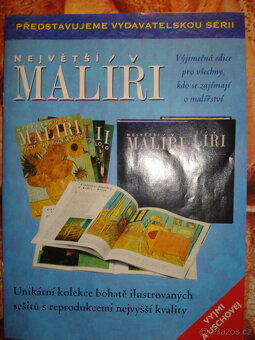 PŘEDSTAVUJEME VYDAVATELSKOU SÉRII
NEJVĚTŠÍ
MALÍŘI
Výjimečná edice
pro všechny,
kdo se zajímají
o malířství
MALÍŘI
NEJVĚTŠÍ
MALÍŘI
Unikátní kolekce bohatě ilustrovaných
sešitů s reprodukcemi nejvyšší kvality
VYJMI
A USCHOVEJ